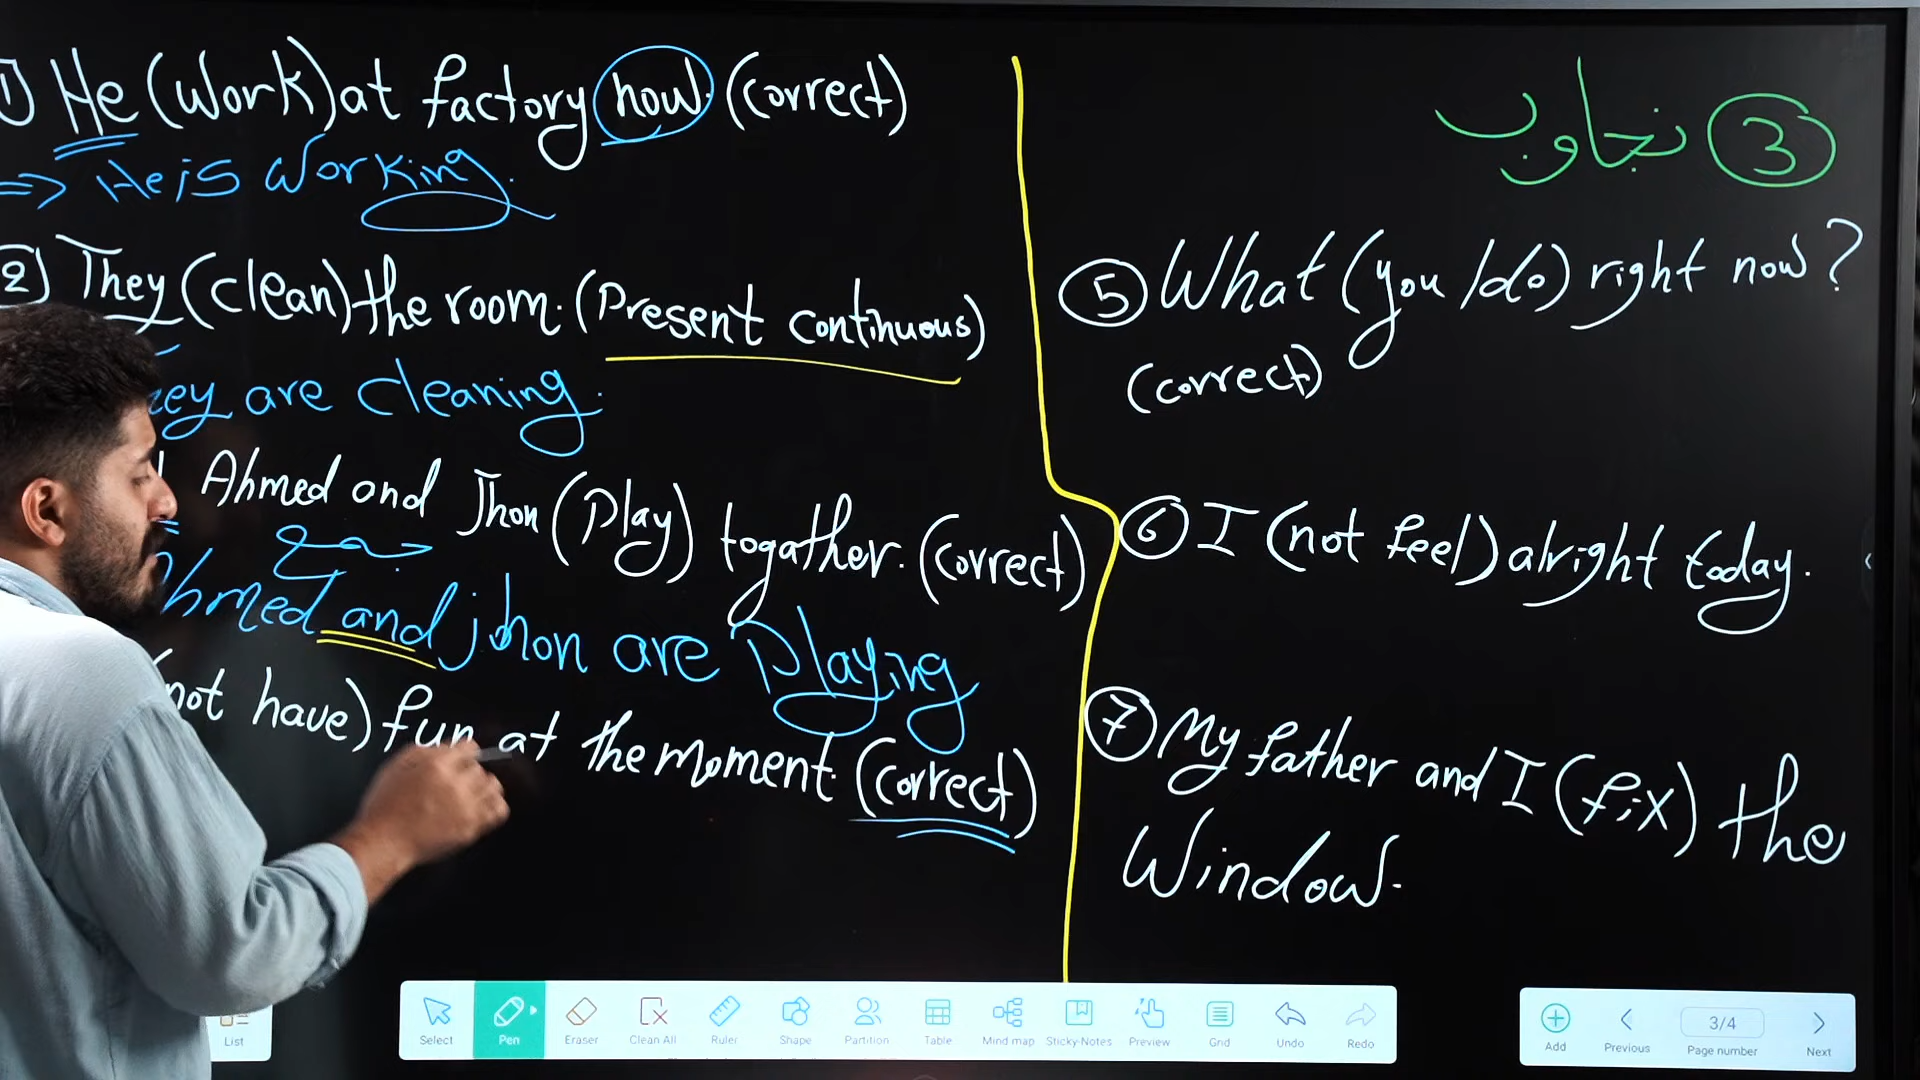 1) He (work) at factory now. (correct)
=> He is working.
2) They (clean) the room. (Present continuous)
are cleaning.
Ahmed and Jhon (Play) togather. (correct)
جمع
Ahmed and jhon are Playing
(not have) fun at the moment. (correct)
3 نجاوب
5 What (you / do) right now?
(correct)
6 I (not feel) alright today.
7 My father and I (fix) the
Window.
List
Select
Pen
Eraser
Clean All
Ruler
Shape
Partition
Table
Mind map
Sticky-Notes
Preview
Gnd
Undo
Redo
Add
Previous
3/4
Page number
Next